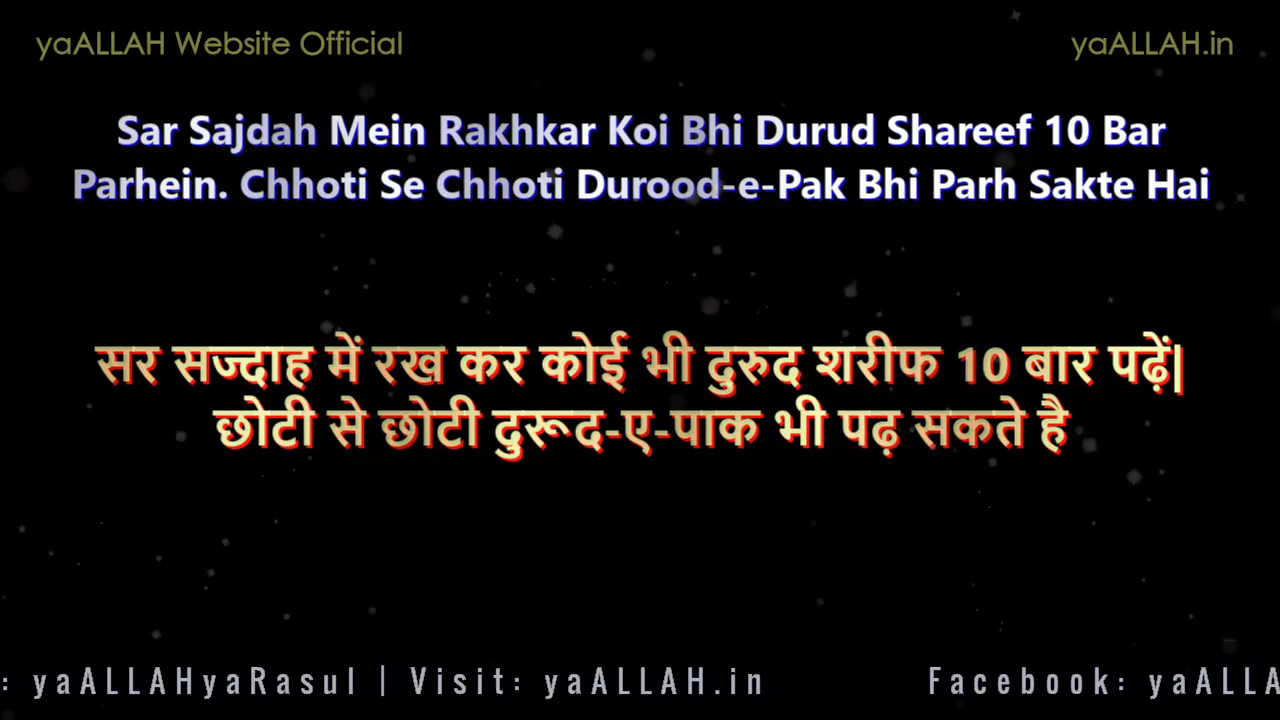 yaALLAH Website Official
yaALLAH.in
Sar Sajdah Mein Rakhkar Koi Bhi Durud Shareef 10 Bar
Parhein. Chhoti Se Chhoti Durood-e-Pak Bhi Parh Sakte Hai
सर सज्दाह में रख कर कोई भी दुरुद शरीफ 10 बार पढ़ें|
छोटी से छोटी दुरूद-ए-पाक भी पढ़ सकते है
: yaALLAHyaRasul | Visit: yaALLAH.in Facebook: yaALLA